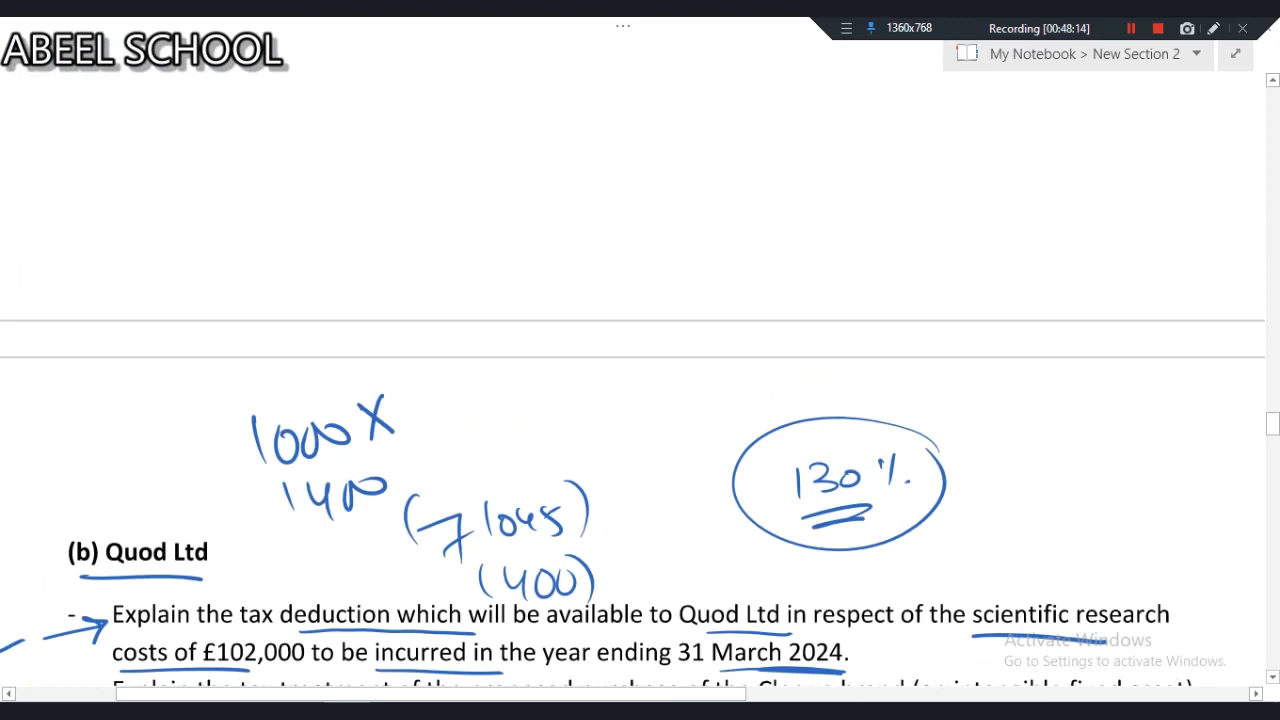 ABEEL SCHOOL
1360x768
Recording [00:48:14]
My Notebook > New Section 2
1000 X
1400
(71045)
(400)
130 %.
(b) Quod Ltd
- Explain the tax deduction which will be available to Quod Ltd in respect of the scientific research
costs of £102,000 to be incurred in the year ending 31 March 2024.
Activate Windows
Go to Settings to activate Windows.